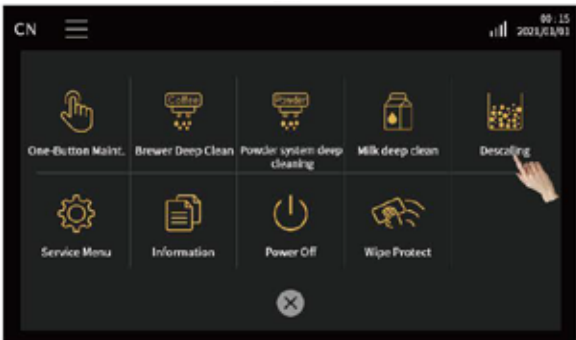 CN
00:15
2021/01/01
Coffee
Powder
One-Button Maint.
Brewer Deep Clean
Powder system deep
cleaning
Milk deep clean
Descaling
Service Menu
Information
Power Off
Wipe Protect